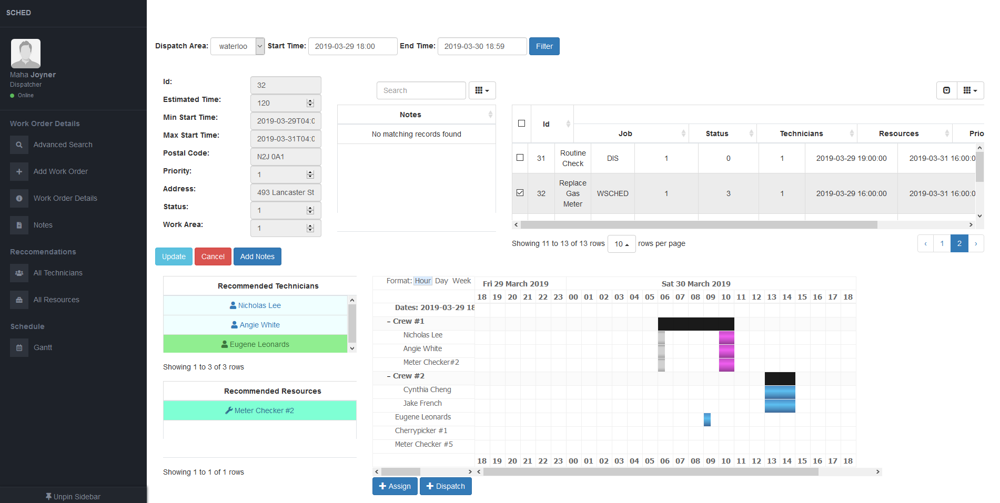 SCHED
Maha Joyner
Dispatcher
Online
Work Order Details
Advanced Search
Add Work Order
Work Order Details
Notes
Reccomendations
All Technicians
All Resources
Schedule
Gantt
Unpin Sidebar
Dispatch Area: waterloo Start Time: 2019-03-29 18:00 End Time: 2019-03-30 18:59 Filter
Id: 32
Estimated Time: 120
Min Start Time: 2019-03-29T04:0
Max Start Time: 2019-03-31T04:0
Postal Code: N2J 0A1
Priority: 1
Address: 493 Lancaster St
Status: 1
Work Area: 1
Update Cancel Add Notes
Search
Notes
No matching records found
Id
Job Status Technicians Resources Prio
31 Routine Check DIS 1 0 1 2019-03-29 19:00:00 2019-03-31 16:00:0
32 Replace Gas Meter WSCHED 1 3 1 2019-03-29 16:00:00 2019-03-31 16:00:0
Showing 11 to 13 of 13 rows 10 rows per page
‹ 1 2 ›
Recommended Technicians
Nicholas Lee
Angie White
Eugene Leonards
Showing 1 to 3 of 3 rows
Recommended Resources
Meter Checker #2
Showing 1 to 1 of 1 rows
Format: Hour Day Week
Fri 29 March 2019 Sat 30 March 2019
18 19 20 21 22 23 00 01 02 03 04 05 06 07 08 09 10 11 12 13 14 15 16 17 18
Dates: 2019-03-29 18
– Crew #1
Nicholas Lee
Angie White
Meter Checker#2
– Crew #2
Cynthia Cheng
Jake French
Eugene Leonards
Cherrypicker #1
Meter Checker #5
18 19 20 21 22 23 00 01 02 03 04 05 06 07 08 09 10 11 12 13 14 15 16 17 18
Assign Dispatch